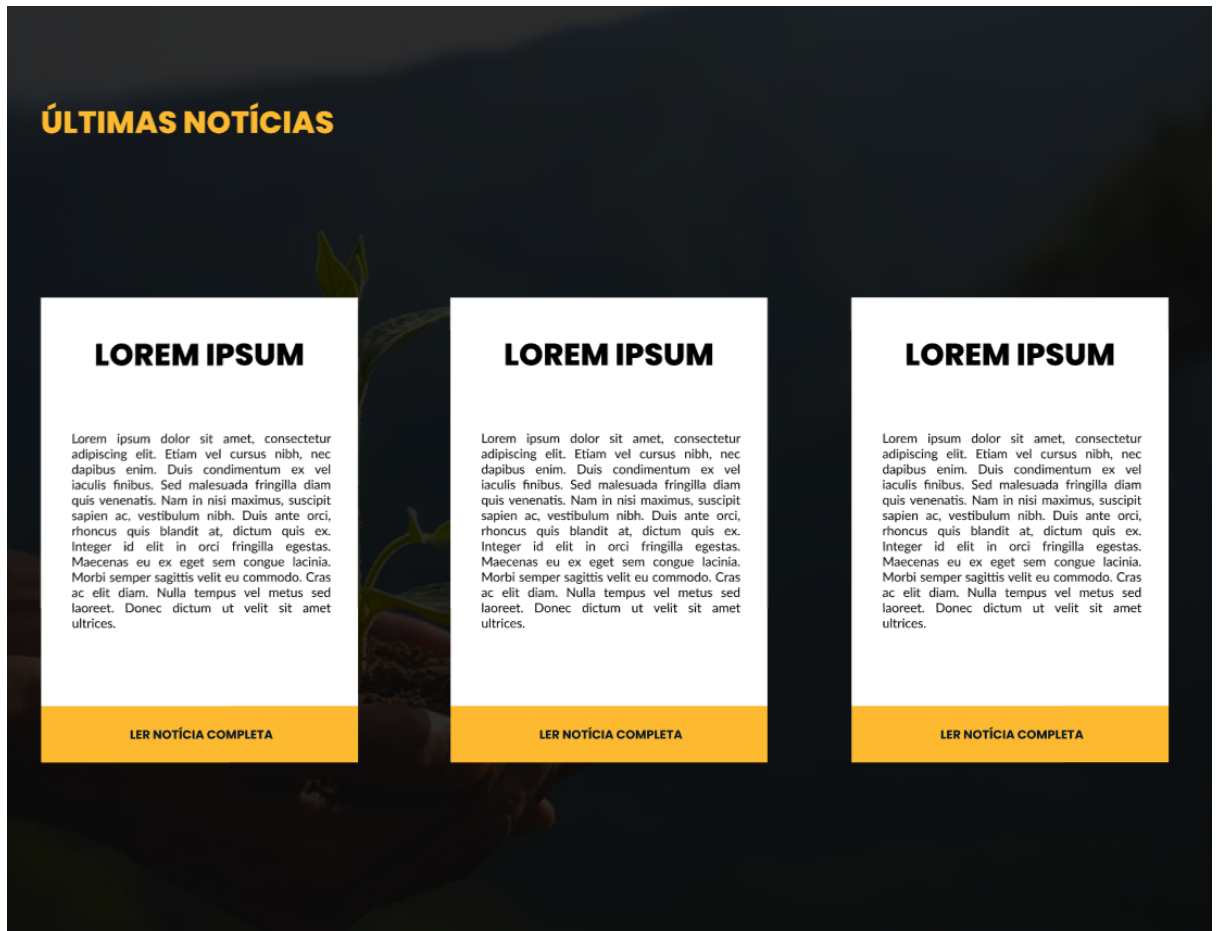 ÚLTIMAS NOTÍCIAS
LOREM IPSUM
Lorem ipsum dolor sit amet, consectetur
adipiscing elit. Etiam vel cursus nibh, nec
dapibus enim. Duis condimentum ex vel
iaculis finibus. Sed malesuada fringilla diam
quis venenatis. Nam in nisi maximus, suscipit
sapien ac, vestibulum nibh. Duis ante orci,
rhoncus quis blandit at, dictum quis ex.
Integer id elit in orci fringilla egestas.
Maecenas eu ex eget sem congue lacinia.
Morbi semper sagittis velit eu commodo. Cras
ac elit diam. Nulla tempus vel metus sed
laoreet. Donec dictum ut velit sit amet
ultrices.
LER NOTÍCIA COMPLETA
LOREM IPSUM
Lorem ipsum dolor sit amet, consectetur
adipiscing elit. Etiam vel cursus nibh, nec
dapibus enim. Duis condimentum ex vel
iaculis finibus. Sed malesuada fringilla diam
quis venenatis. Nam in nisi maximus, suscipit
sapien ac, vestibulum nibh. Duis ante orci,
rhoncus quis blandit at, dictum quis ex.
Integer id elit in orci fringilla egestas.
Maecenas eu ex eget sem congue lacinia.
Morbi semper sagittis velit eu commodo. Cras
ac elit diam. Nulla tempus vel metus sed
laoreet. Donec dictum ut velit sit amet
ultrices.
LER NOTÍCIA COMPLETA
LOREM IPSUM
Lorem ipsum dolor sit amet, consectetur
adipiscing elit. Etiam vel cursus nibh, nec
dapibus enim. Duis condimentum ex vel
iaculis finibus. Sed malesuada fringilla diam
quis venenatis. Nam in nisi maximus, suscipit
sapien ac, vestibulum nibh. Duis ante orci,
rhoncus quis blandit at, dictum quis ex.
Integer id elit in orci fringilla egestas.
Maecenas eu ex eget sem congue lacinia.
Morbi semper sagittis velit eu commodo. Cras
ac elit diam. Nulla tempus vel metus sed
laoreet. Donec dictum ut velit sit amet
ultrices.
LER NOTÍCIA COMPLETA